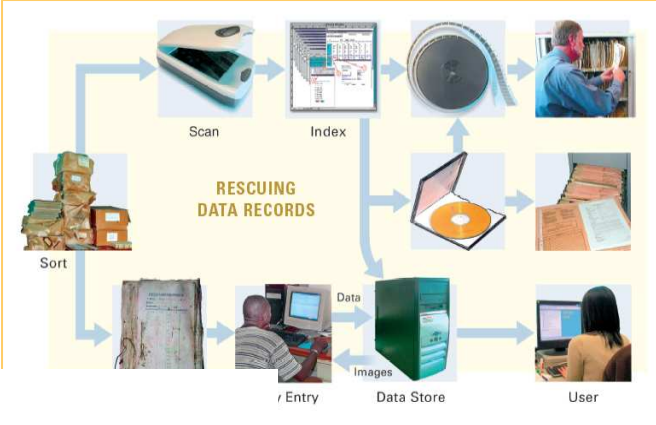 Scan
Index
RESCUING
DATA RECORDS
Sort
Data
Images
Entry
Data Store
User